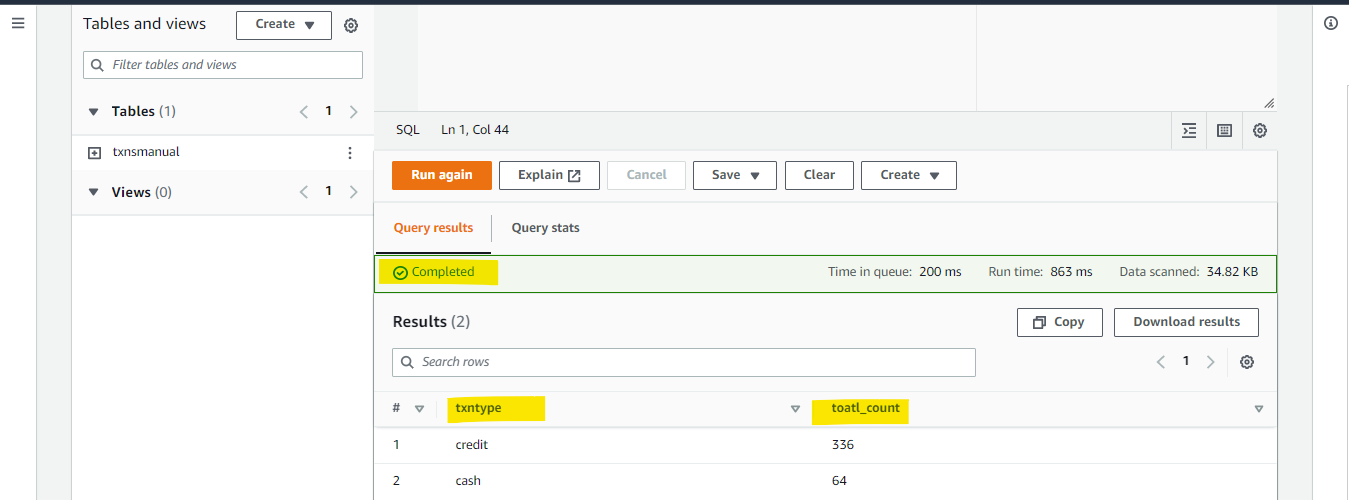 Tables and views
Create
Filter tables and views
Tables (1) 1
txnsmanual
Views (0) 1
SQL Ln 1, Col 44
Run again Explain Cancel Save Clear Create
Query results Query stats
Completed Time in queue: 200 ms Run time: 863 ms Data scanned: 34.82 KB
Results (2) Copy Download results
Search rows 1
# txntype toatl_count
1 credit 336
2 cash 64